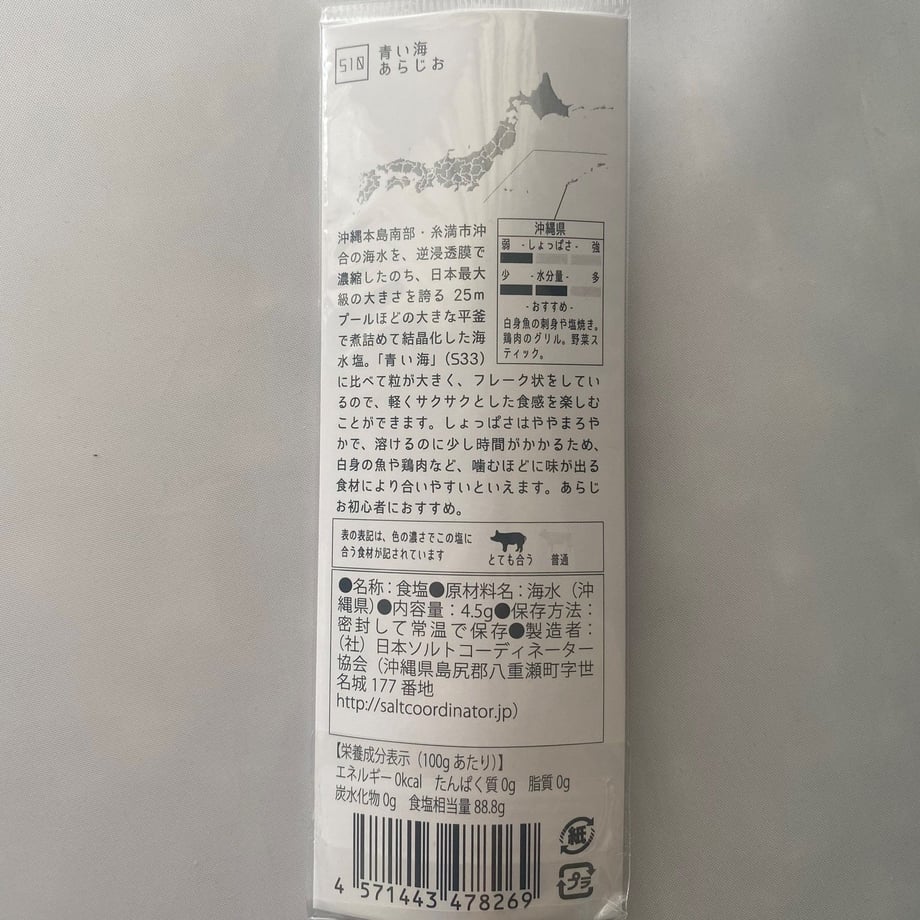 S10
青い海
あらじお
沖縄本島南部・糸満市沖
合の海水を、逆浸透膜で
濃縮したのち、日本最大
級の大きさを誇る 25m
プールほどの大きな平釜
で煮詰めて結晶化した海
水塩。「青い海」(S33)
に比べて粒が大きく、フレーク状をしてい
るので、軽くサクサクとした食感を楽しむ
ことができます。しょっぱさはややまろや
かで、溶けるのに少し時間がかかるため、
白身の魚や鶏肉など、噛むほどに味が出る
食材により合いやすいといえます。あらじ
お初心者におすすめ。
沖縄県
弱 - しょっぱさ - 強
少 - 水分量 - 多
- おすすめ -
白身魚の刺身や塩焼き。
鶏肉のグリル。野菜ス
ティック。
表の表記は、色の濃さでこの塩に
合う食材が記されています
とても合う 普通
●名称：食塩●原材料名：海水（沖
縄県）●内容量：4.5g●保存方法：
密封して常温で保存●製造者：
（社）日本ソルトコーディネーター
協会（沖縄県島尻郡八重瀬町字世
名城 177 番地
http://saltcoordinator.jp）
【栄養成分表示（100g あたり）】
エネルギー 0kcal たんぱく質 0g 脂質 0g
炭水化物 0g 食塩相当量 88.8g
紙
プラ
4 571443 478269